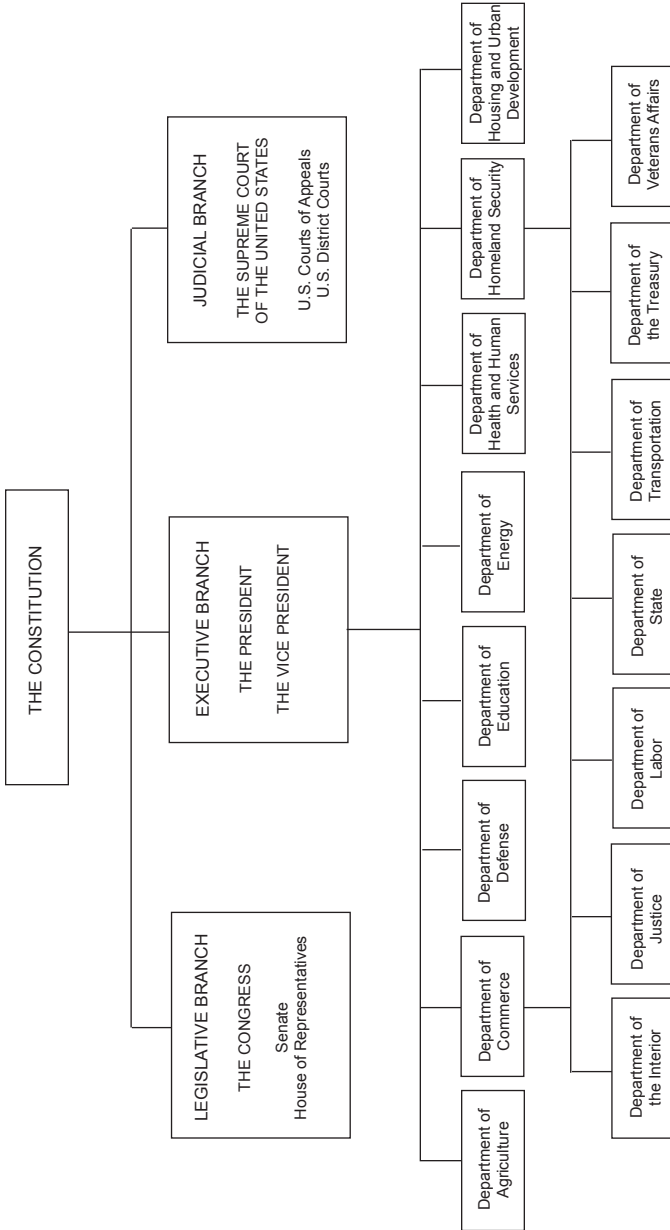 THE CONSTITUTION
LEGISLATIVE BRANCH
THE CONGRESS
Senate
House of Representatives
EXECUTIVE BRANCH
THE PRESIDENT
THE VICE PRESIDENT
JUDICIAL BRANCH
THE SUPREME COURT
OF THE UNITED STATES
U.S. Courts of Appeals
U.S. District Courts
Department of
Agriculture
Department of
Commerce
Department of
Defense
Department of
Education
Department of
Energy
Department of
Health and Human
Services
Department of
Homeland Security
Department of
Housing and Urban
Development
Department of
the Interior
Department of
Justice
Department of
Labor
Department of
State
Department of
Transportation
Department of
the Treasury
Department of
Veterans Affairs